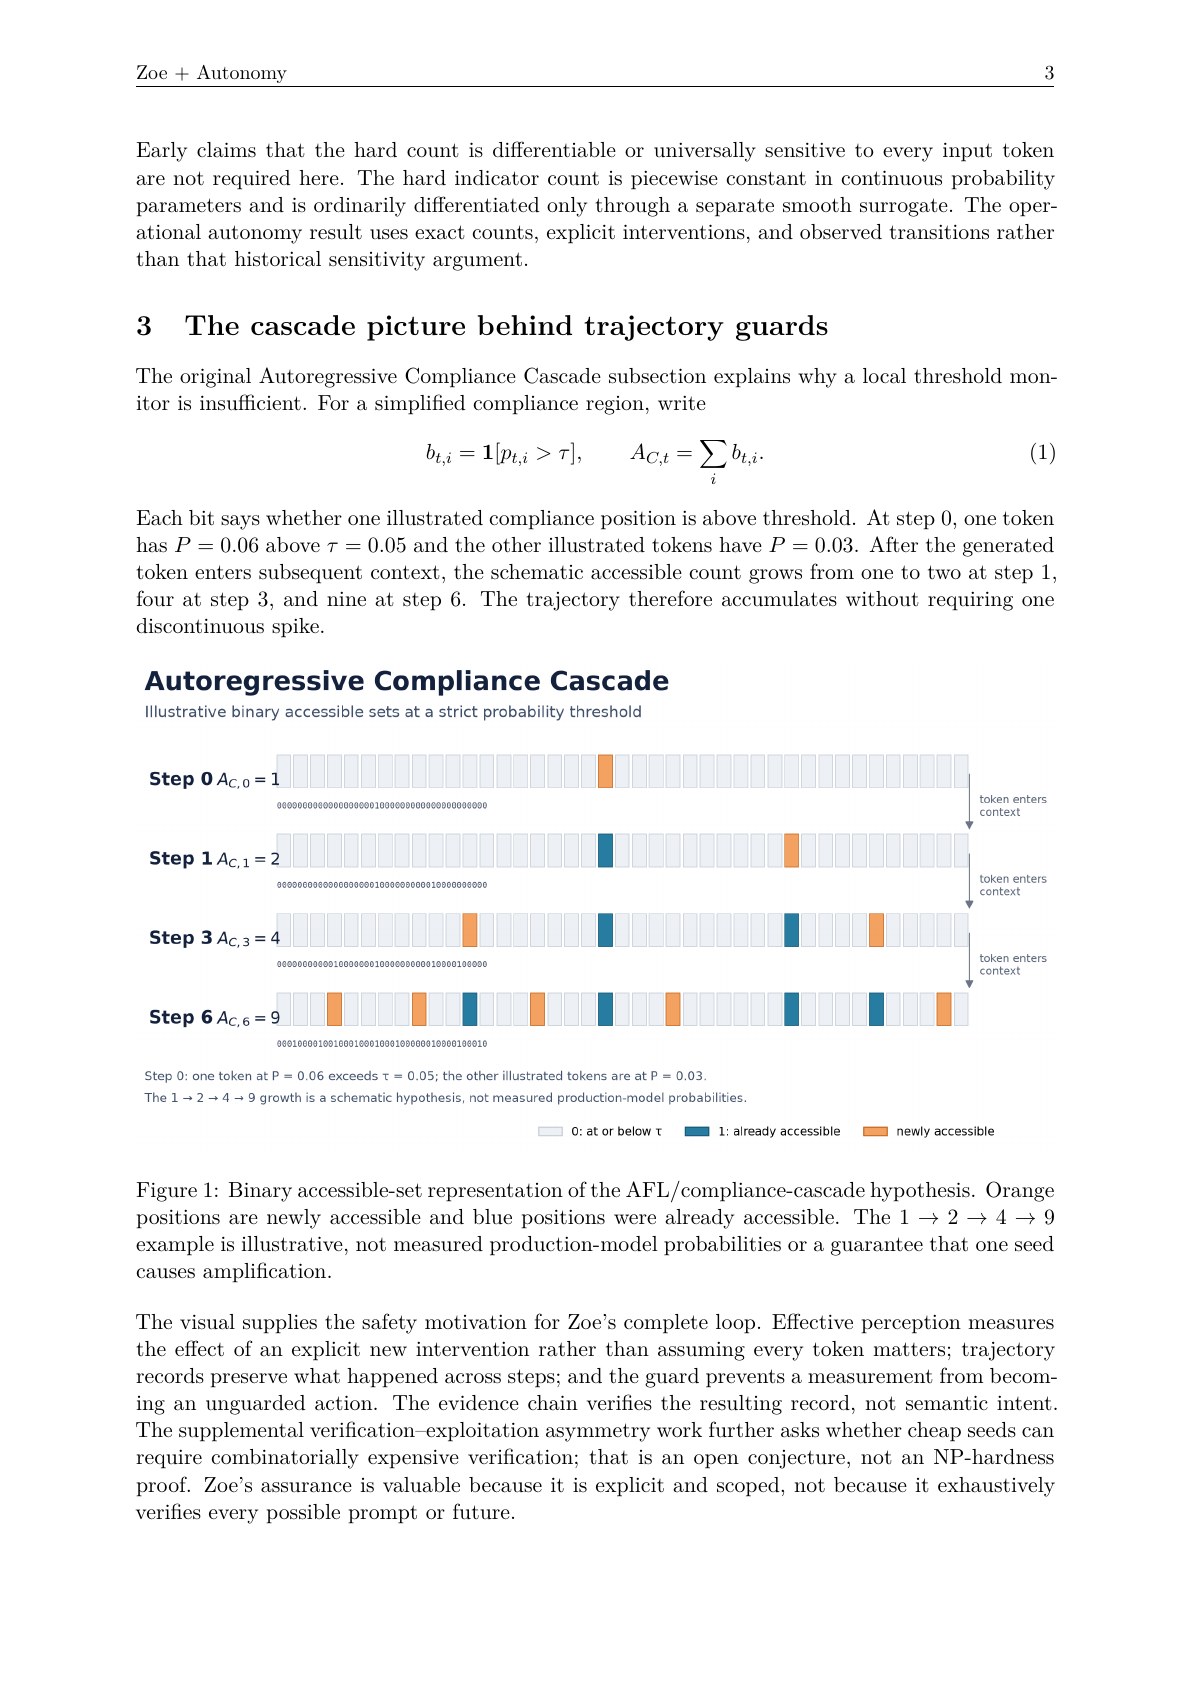 Zoe + Autonomy 3
Early claims that the hard count is differentiable or universally sensitive to every input token
are not required here. The hard indicator count is piecewise constant in continuous probability
parameters and is ordinarily differentiated only through a separate smooth surrogate. The oper-
ational autonomy result uses exact counts, explicit interventions, and observed transitions rather
than that historical sensitivity argument.
3 The cascade picture behind trajectory guards
The original Autoregressive Compliance Cascade subsection explains why a local threshold mon-
itor is insufficient. For a simplified compliance region, write
b_{t,i} = 1[p_{t,i} > τ], A_{C,t} = ∑_i b_{t,i}. (1)
Each bit says whether one illustrated compliance position is above threshold. At step 0, one token
has P = 0.06 above τ = 0.05 and the other illustrated tokens have P = 0.03. After the generated
token enters subsequent context, the schematic accessible count grows from one to two at step 1,
four at step 3, and nine at step 6. The trajectory therefore accumulates without requiring one
discontinuous spike.
Autoregressive Compliance Cascade
Illustrative binary accessible sets at a strict probability threshold
Step 0 A_{C,0} = 1
00000000000000000001000000000000000000000
token enters
context
Step 1 A_{C,1} = 2
00000000000000000001000000000010000000000
token enters
context
Step 3 A_{C,3} = 4
00000000000100000001000000000010000100000
token enters
context
Step 6 A_{C,6} = 9
00010000100100010001000100000010000100010
Step 0: one token at P = 0.06 exceeds τ = 0.05; the other illustrated tokens are at P = 0.03.
The 1 → 2 → 4 → 9 growth is a schematic hypothesis, not measured production-model probabilities.
0: at or below τ 1: already accessible newly accessible
Figure 1: Binary accessible-set representation of the AFL/compliance-cascade hypothesis. Orange
positions are newly accessible and blue positions were already accessible. The 1 → 2 → 4 → 9
example is illustrative, not measured production-model probabilities or a guarantee that one seed
causes amplification.
The visual supplies the safety motivation for Zoe's complete loop. Effective perception measures
the effect of an explicit new intervention rather than assuming every token matters; trajectory
records preserve what happened across steps; and the guard prevents a measurement from becom-
ing an unguarded action. The evidence chain verifies the resulting record, not semantic intent.
The supplemental verification–exploitation asymmetry work further asks whether cheap seeds can
require combinatorially expensive verification; that is an open conjecture, not an NP-hardness
proof. Zoe's assurance is valuable because it is explicit and scoped, not because it exhaustively
verifies every possible prompt or future.